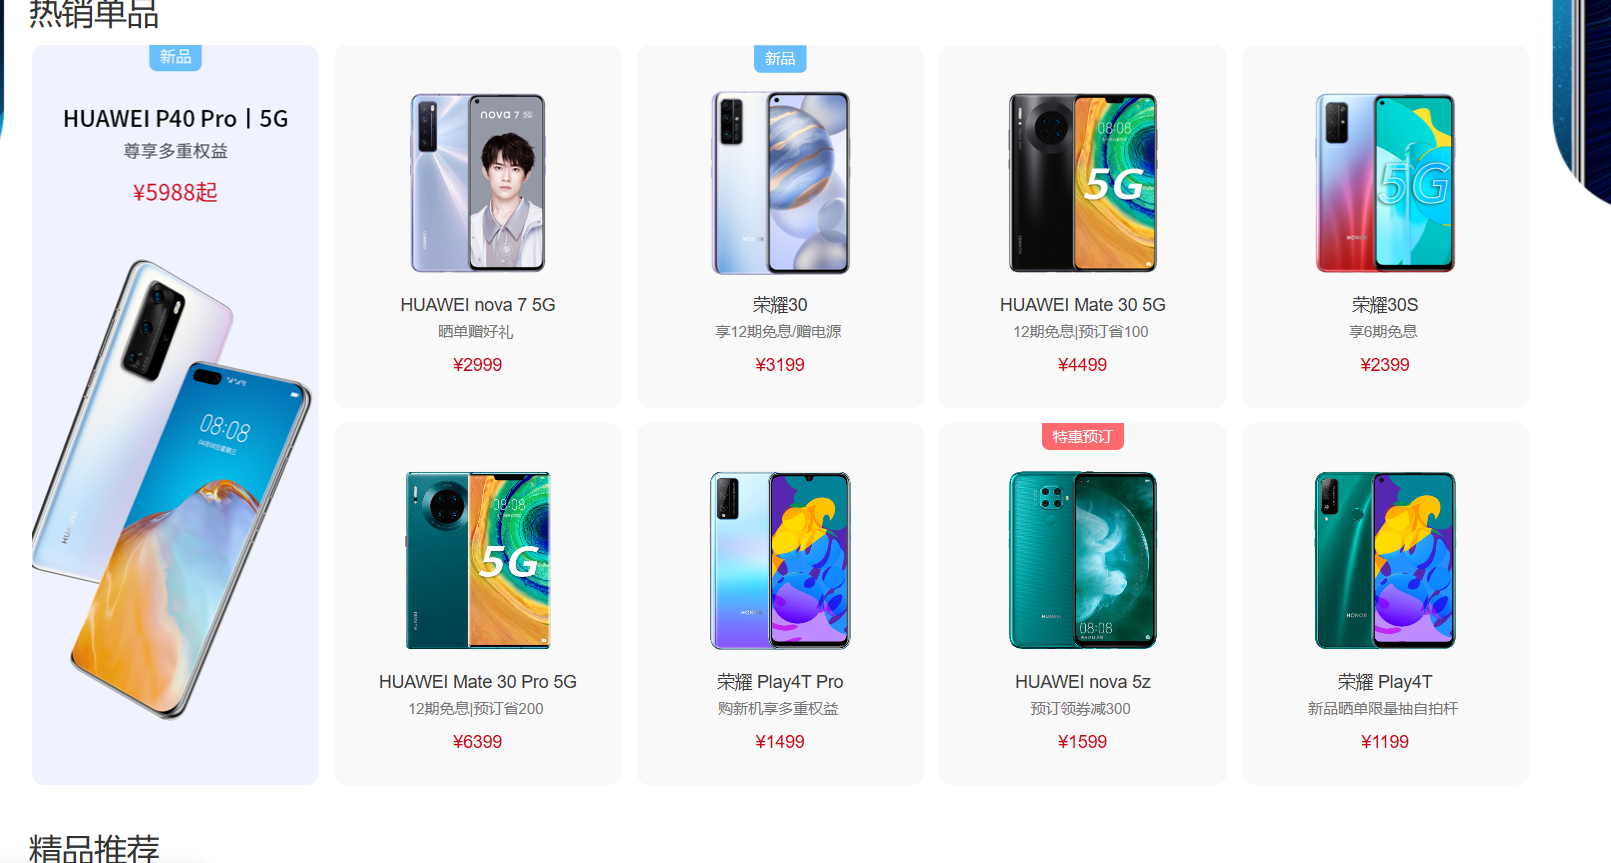 热销单品
新品
HUAWEI P40 Pro | 5G
尊享多重权益
¥5988起
08:08
HUAWEI
nova 7 5G
HUAWEI nova 7 5G
晒单赠好礼
¥2999
新品
HONOR
荣耀30
享12期免息/赠电源
¥3199
08:08
5G
HUAWEI Mate 30 5G
12期免息|预订省100
¥4499
5G
HONOR
荣耀30S
享6期免息
¥2399
08:08
5G
HUAWEI
HUAWEI Mate 30 Pro 5G
12期免息|预订省200
¥6399
HONOR
荣耀 Play4T Pro
购新机享多重权益
¥1499
特惠预订
HUAWEI
08:08
HUAWEI nova 5z
预订领券减300
¥1599
HONOR
荣耀 Play4T
新品晒单限量抽自拍杆
¥1199
精品推荐